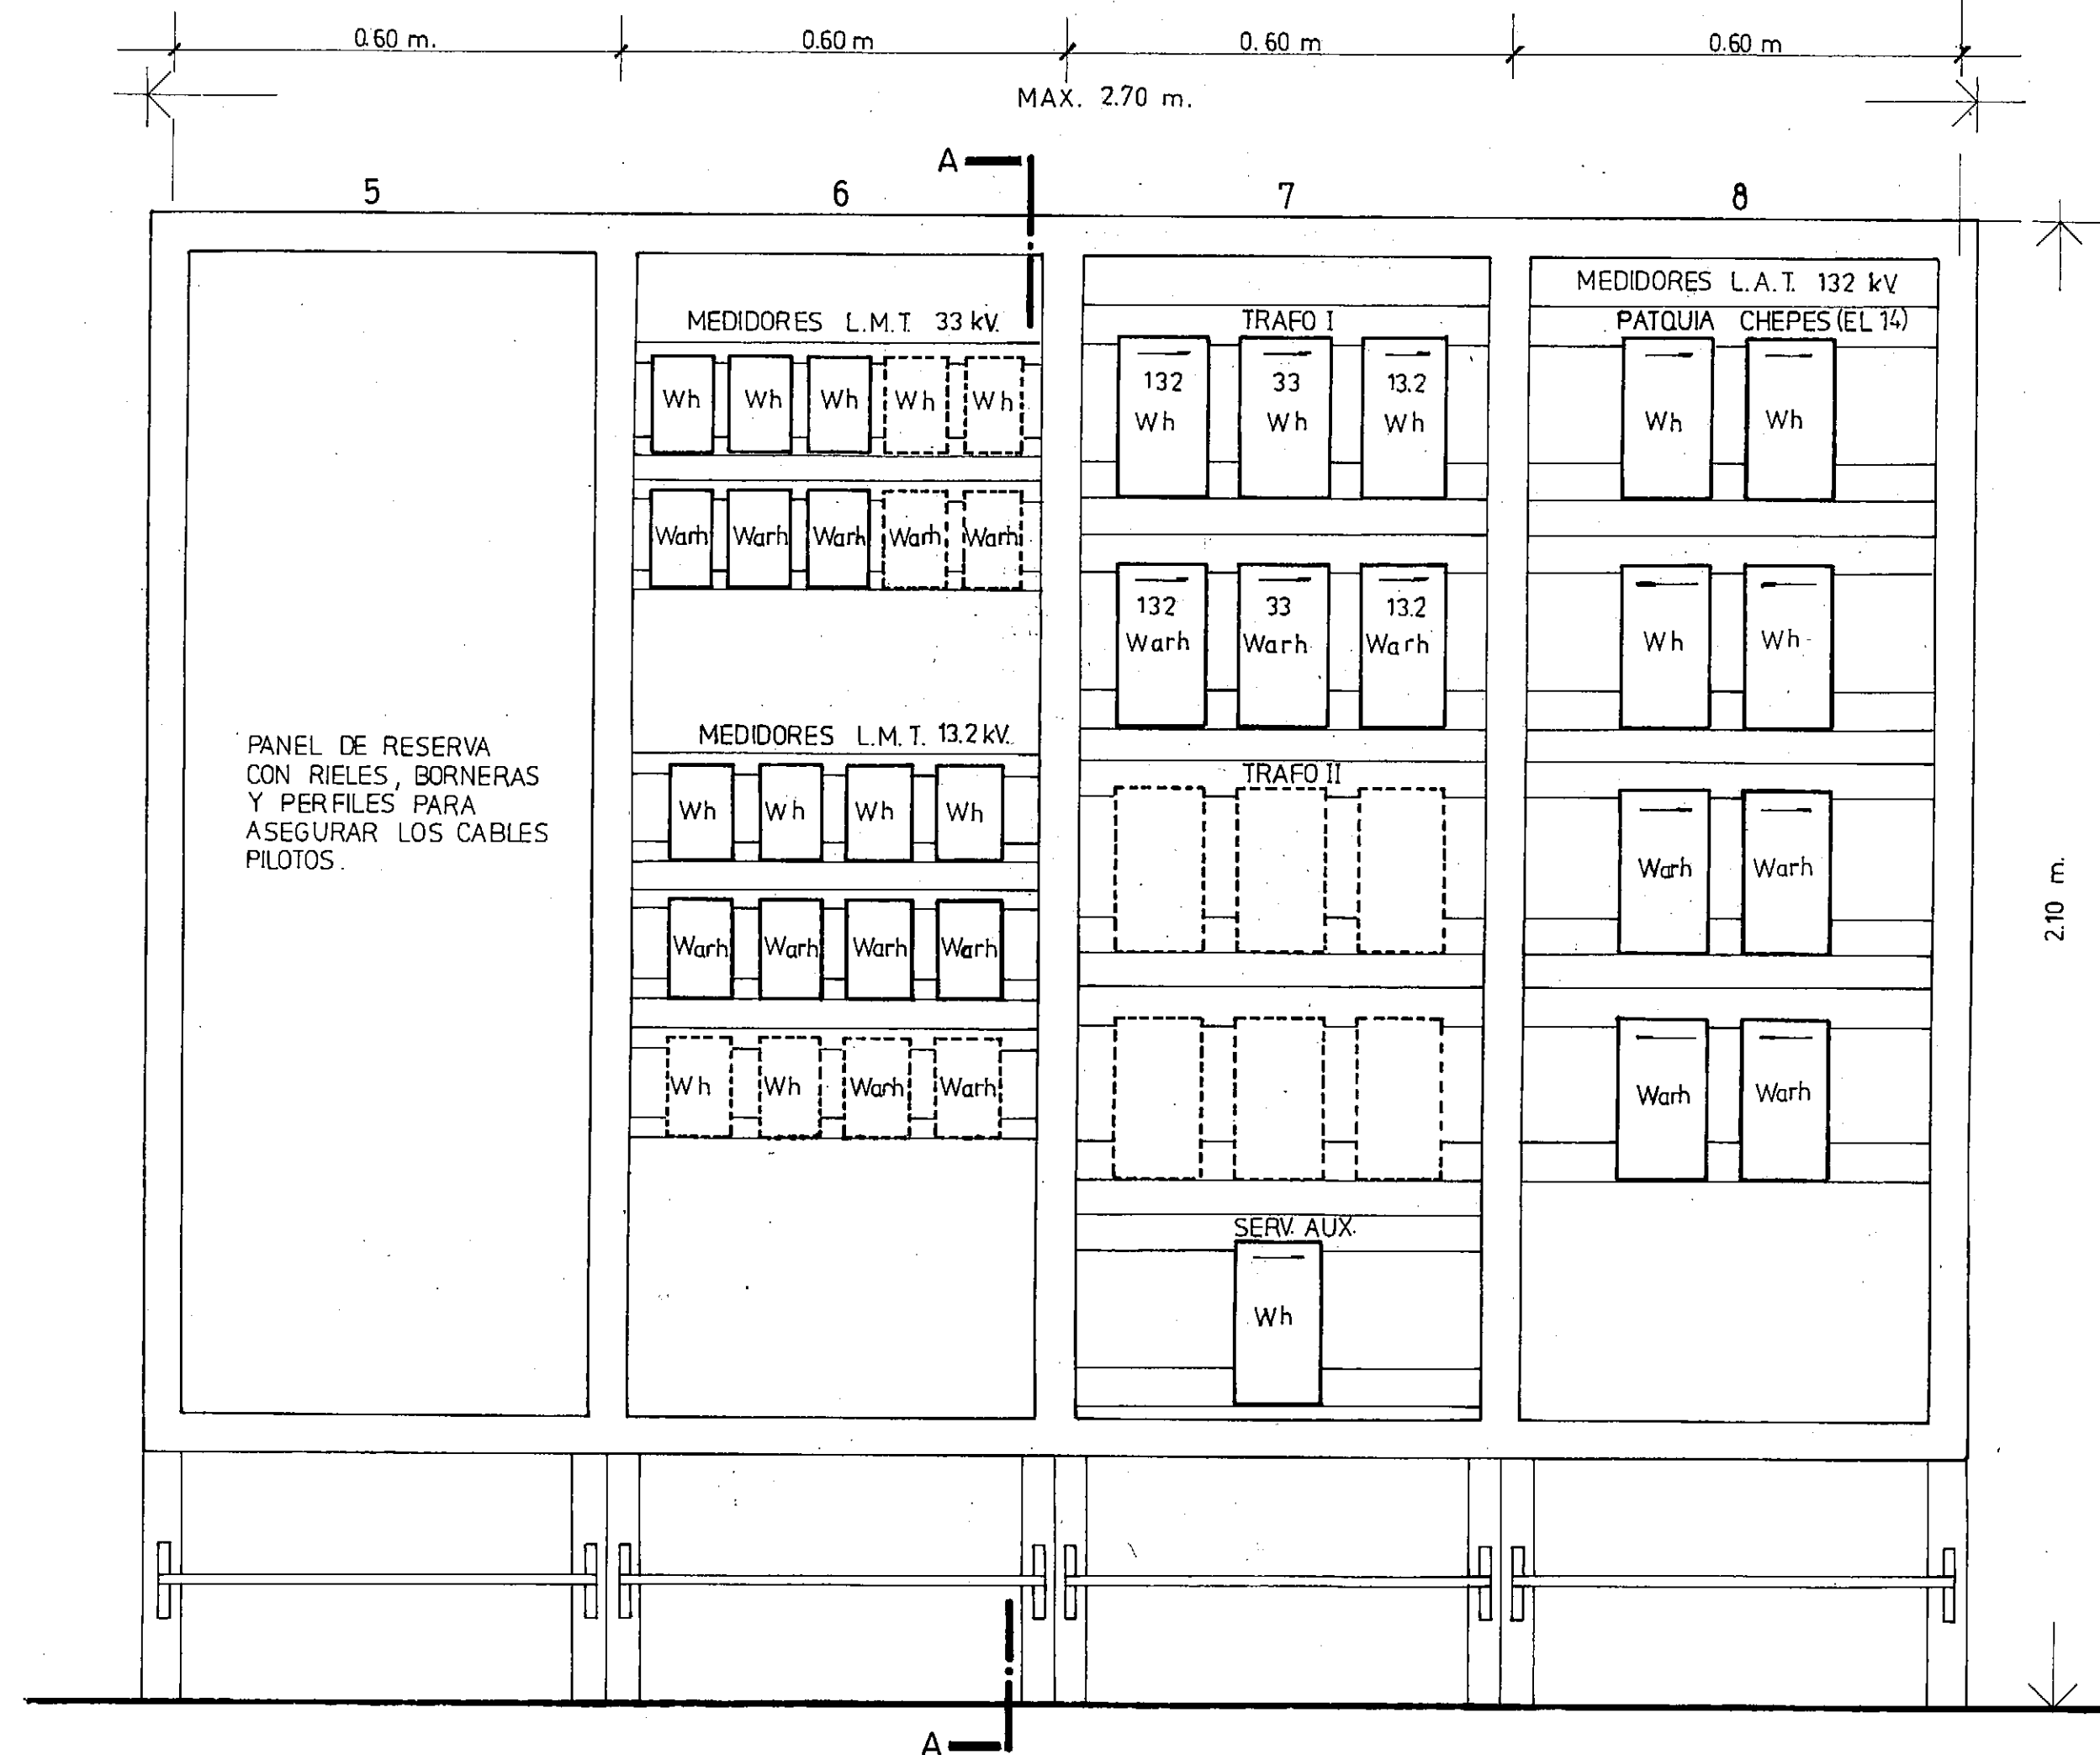 0.60 m.
0.60 m
0.60 m
0.60 m
MAX. 2.70 m.
A
5
6
7
8
PANEL DE RESERVA
CON RIELES, BORNERAS
Y PERFILES PARA
ASEGURAR LOS CABLES
PILOTOS.
MEDIDORES L.M.T. 33 kV.
Wh Wh Wh Wh Wh
Warh Warh Warh Warh Warh
MEDIDORES L.M.T. 13.2 kV.
Wh Wh Wh Wh
Warh Warh Warh Warh
Wh Wh Warh Warh
TRAFO I
132 33 13.2
Wh Wh Wh
132 33 13.2
Warh Warh Warh
TRAFO II
SERV. AUX.
Wh
MEDIDORES L.A.T. 132 kV
PATQUIA CHEPES (EL 14)
Wh Wh
Wh Wh
Warh Warh
Warh Warh
2.10 m.
A